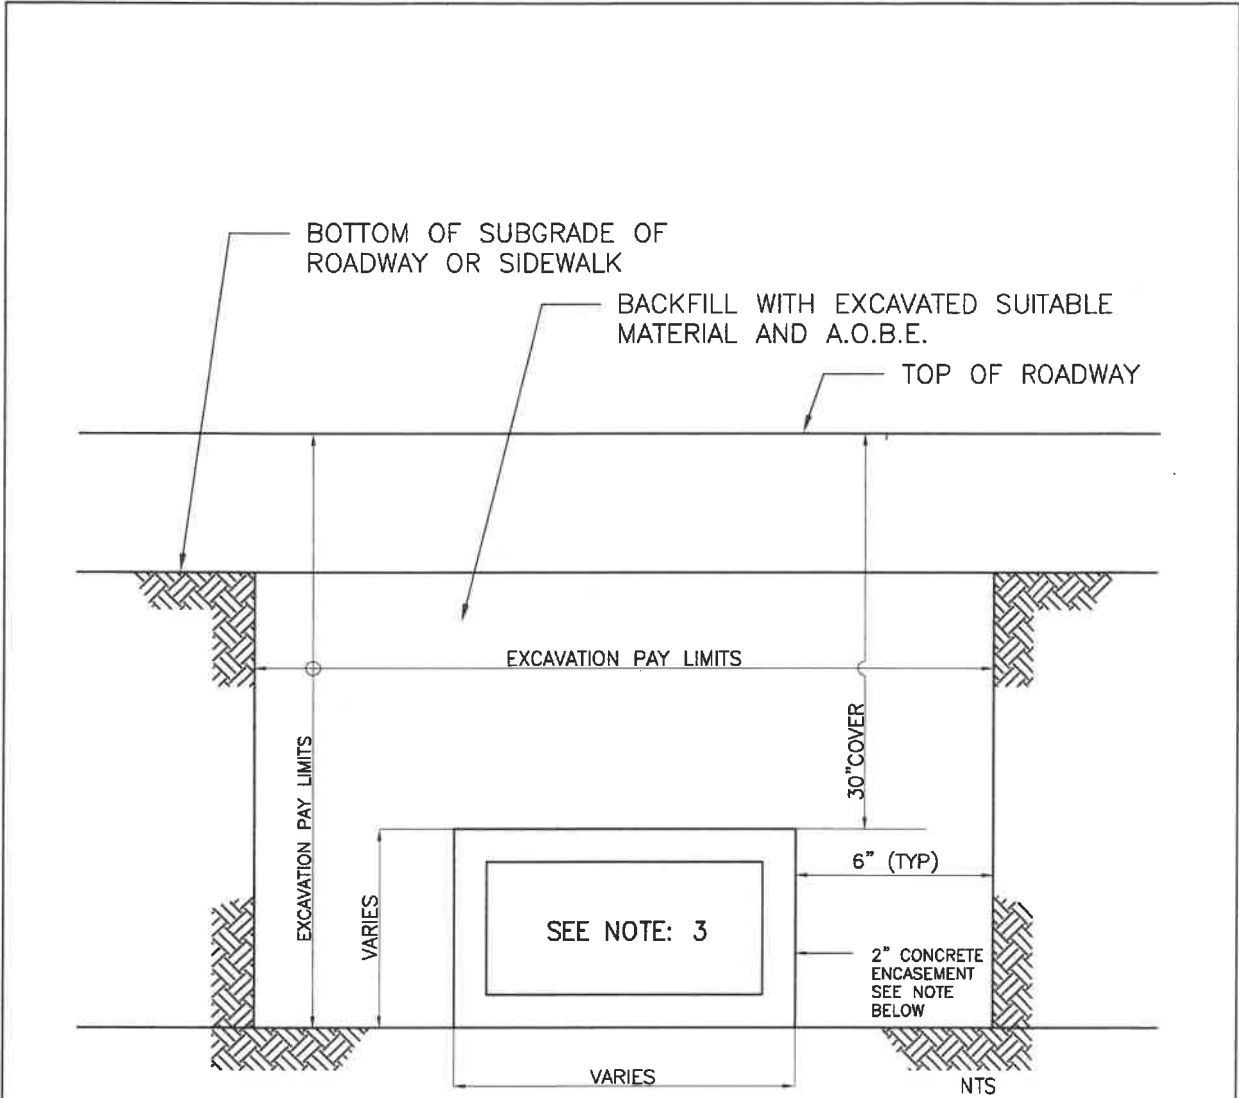 BOTTOM OF SUBGRADE OF
ROADWAY OR SIDEWALK
BACKFILL WITH EXCAVATED SUITABLE
MATERIAL AND A.O.B.E.
TOP OF ROADWAY
EXCAVATION PAY LIMITS
EXCAVATION PAY LIMITS
30"COVER
6" (TYP)
VARIES
SEE NOTE: 3
2" CONCRETE
ENCASEMENT
SEE NOTE
BELOW
VARIES
NTS